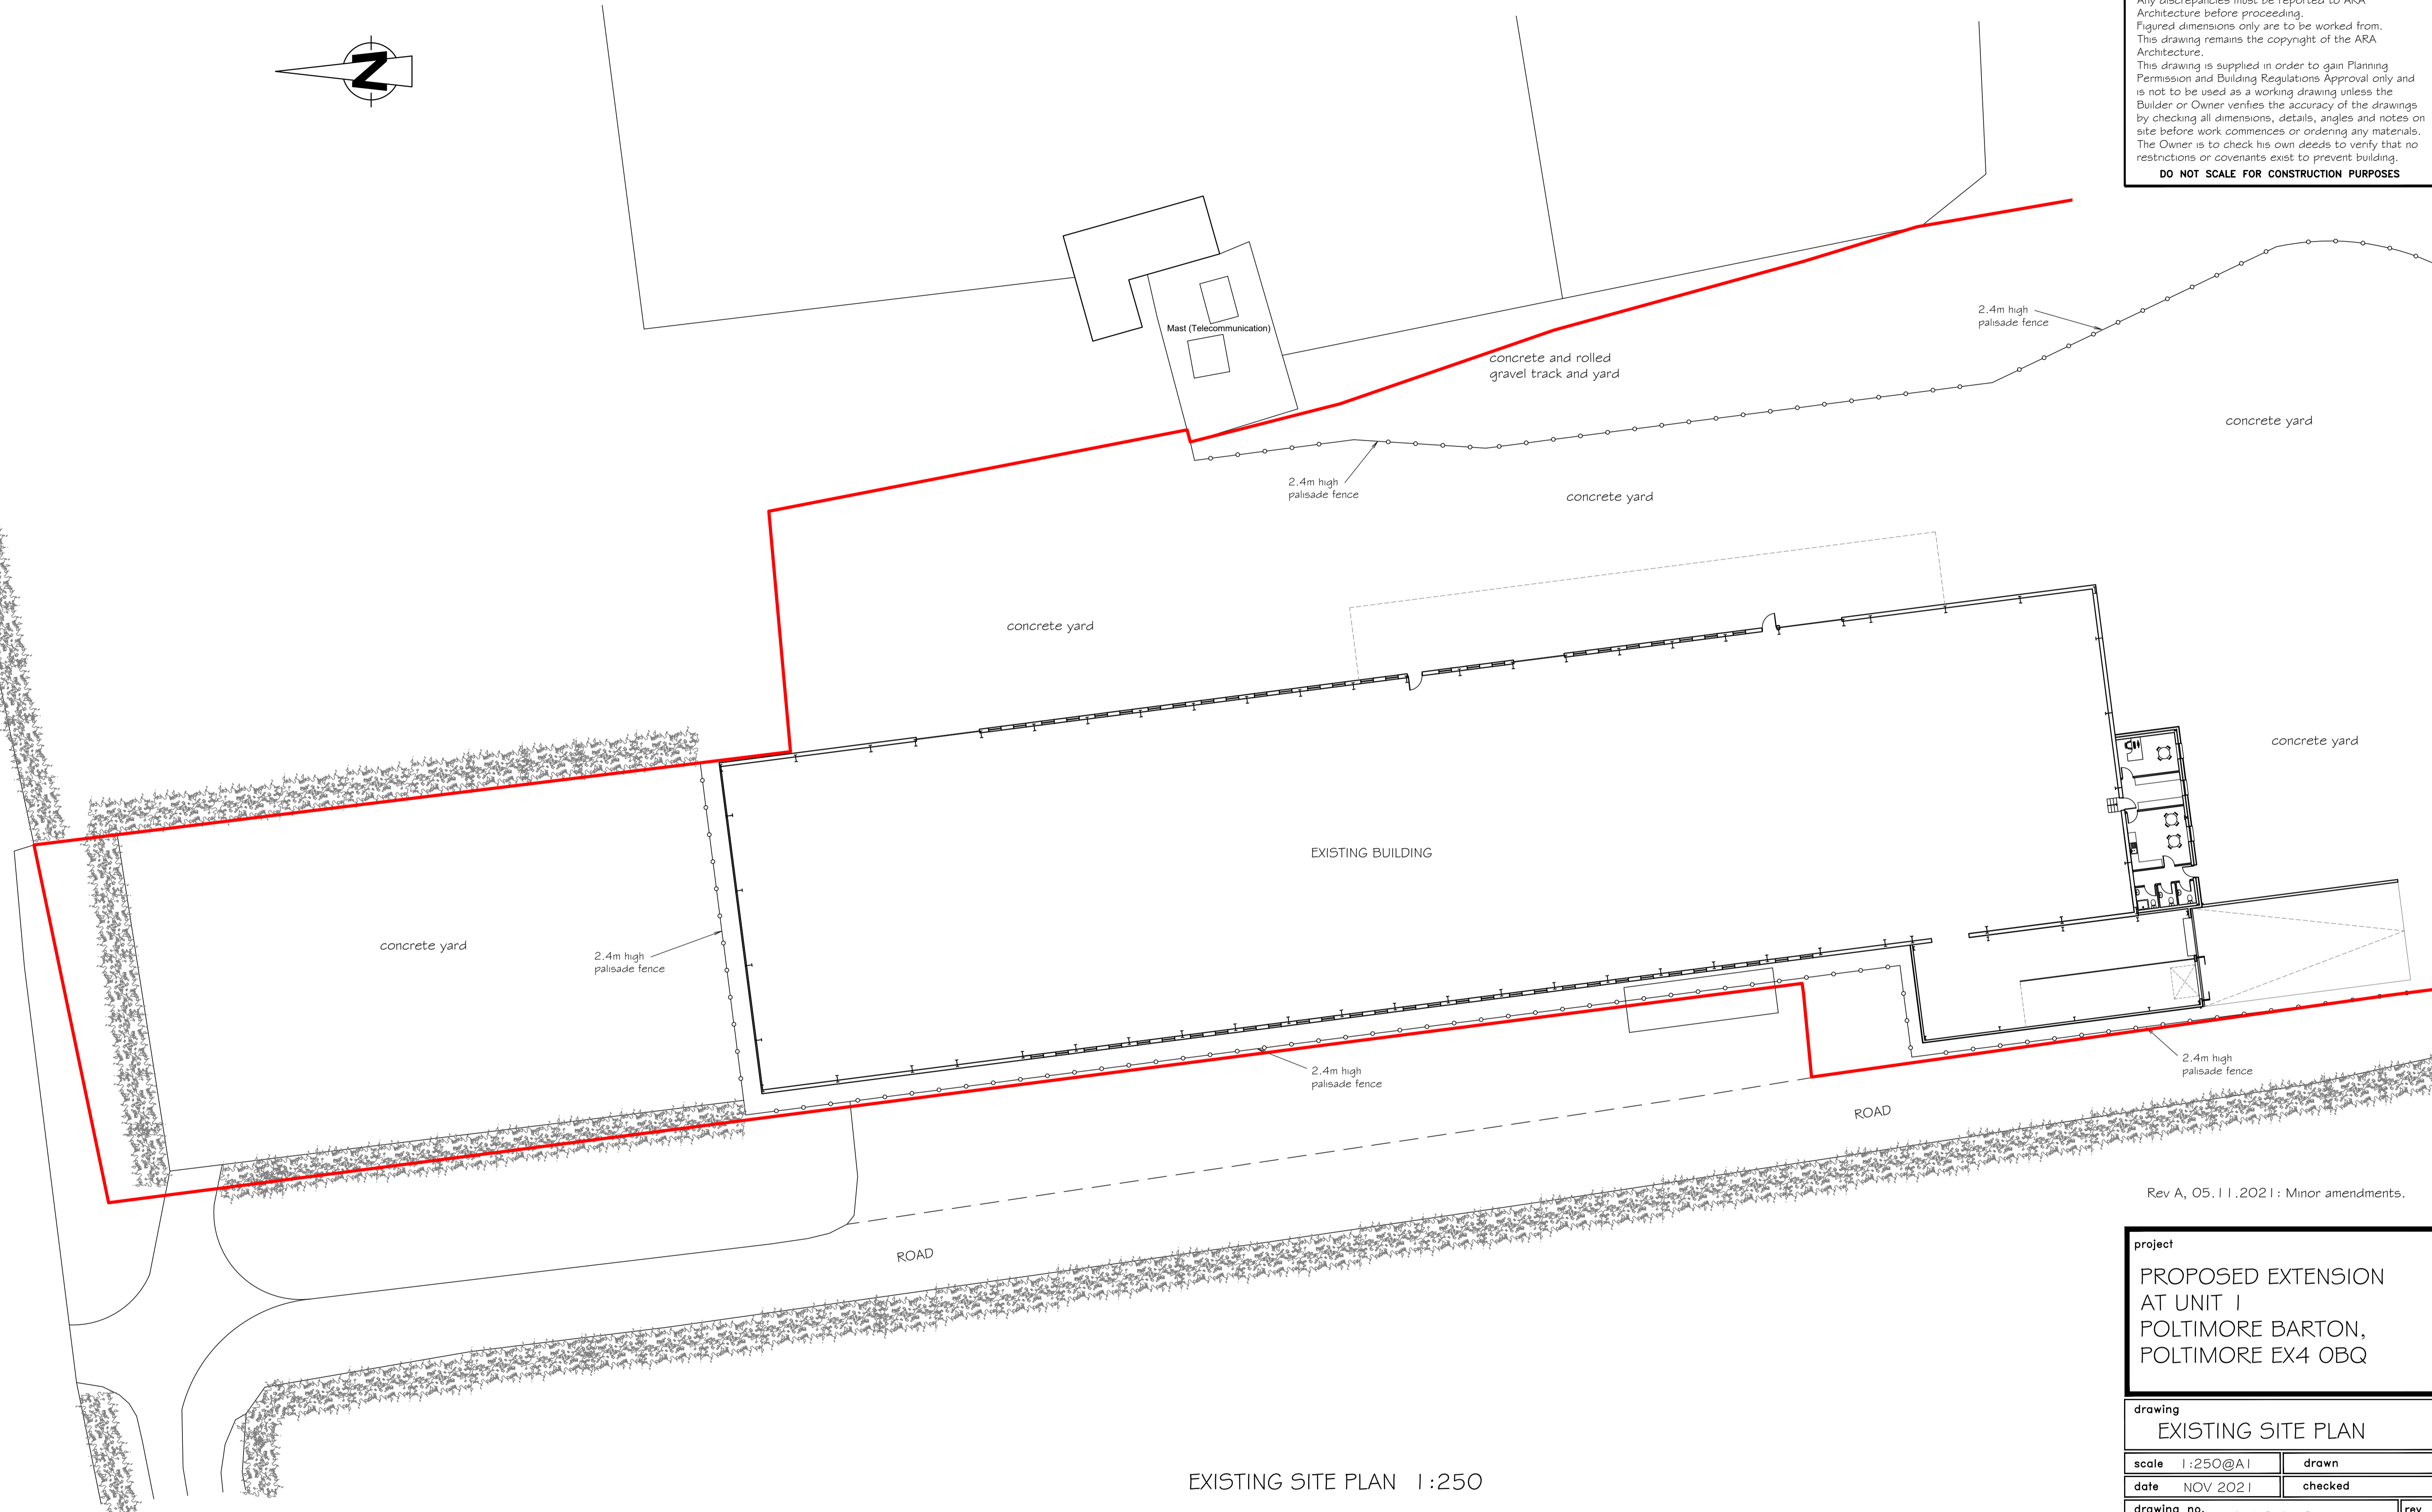 Any discrepancies must be reported to ARA
Architecture before proceeding.
Figured dimensions only are to be worked from.
This drawing remains the copyright of the ARA
Architecture.
This drawing is supplied in order to gain Planning
Permission and Building Regulations Approval only and
is not to be used as a working drawing unless the
Builder or Owner verifies the accuracy of the drawings
by checking all dimensions, details, angles and notes on
site before work commences or ordering any materials.
The Owner is to check his own deeds to verify that no
restrictions or covenants exist to prevent building.
DO NOT SCALE FOR CONSTRUCTION PURPOSES
N
Mast (Telecommunication)
2.4m high
palisade fence
concrete and rolled
gravel track and yard
concrete yard
2.4m high
palisade fence
concrete yard
concrete yard
concrete yard
EXISTING BUILDING
concrete yard
2.4m high
palisade fence
2.4m high
palisade fence
2.4m high
palisade fence
ROAD
ROAD
Rev A, 05.11.2021: Minor amendments.
project
PROPOSED EXTENSION
AT UNIT 1
POLTIMORE BARTON,
POLTIMORE EX4 0BQ
drawing
EXISTING SITE PLAN
scale 1:250@A1 drawn
date NOV 2021 checked
drawing no. rev
EXISTING SITE PLAN 1:250